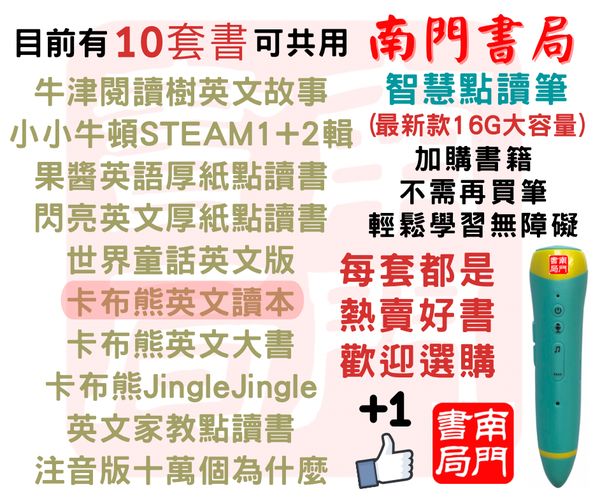 目前有10套書可共用
牛津閱讀樹英文故事
小小牛頓STEAM1+2輯
果醬英語厚紙點讀書
閃亮英文厚紙點讀書
世界童話英文版
卡布熊英文讀本
卡布熊英文大書
卡布熊JingleJingle
英文家教點讀書
注音版十萬個為什麼
南門書局
智慧點讀筆
(最新款16G大容量)
加購書籍
不需再買筆
輕鬆學習無障礙
每套都是
熱賣好書
歡迎選購
+1
南門書局
南門書局